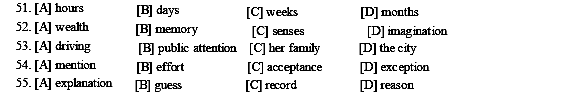 51. [A] hours [B] days [C] weeks [D] months
52. [A] wealth [B] memory [C] senses [D] imagination
53. [A] driving [B] public attention [C] her family [D] the city
54. [A] mention [B] effort [C] acceptance [D] exception
55. [A] explanation [B] guess [C] record [D] reason